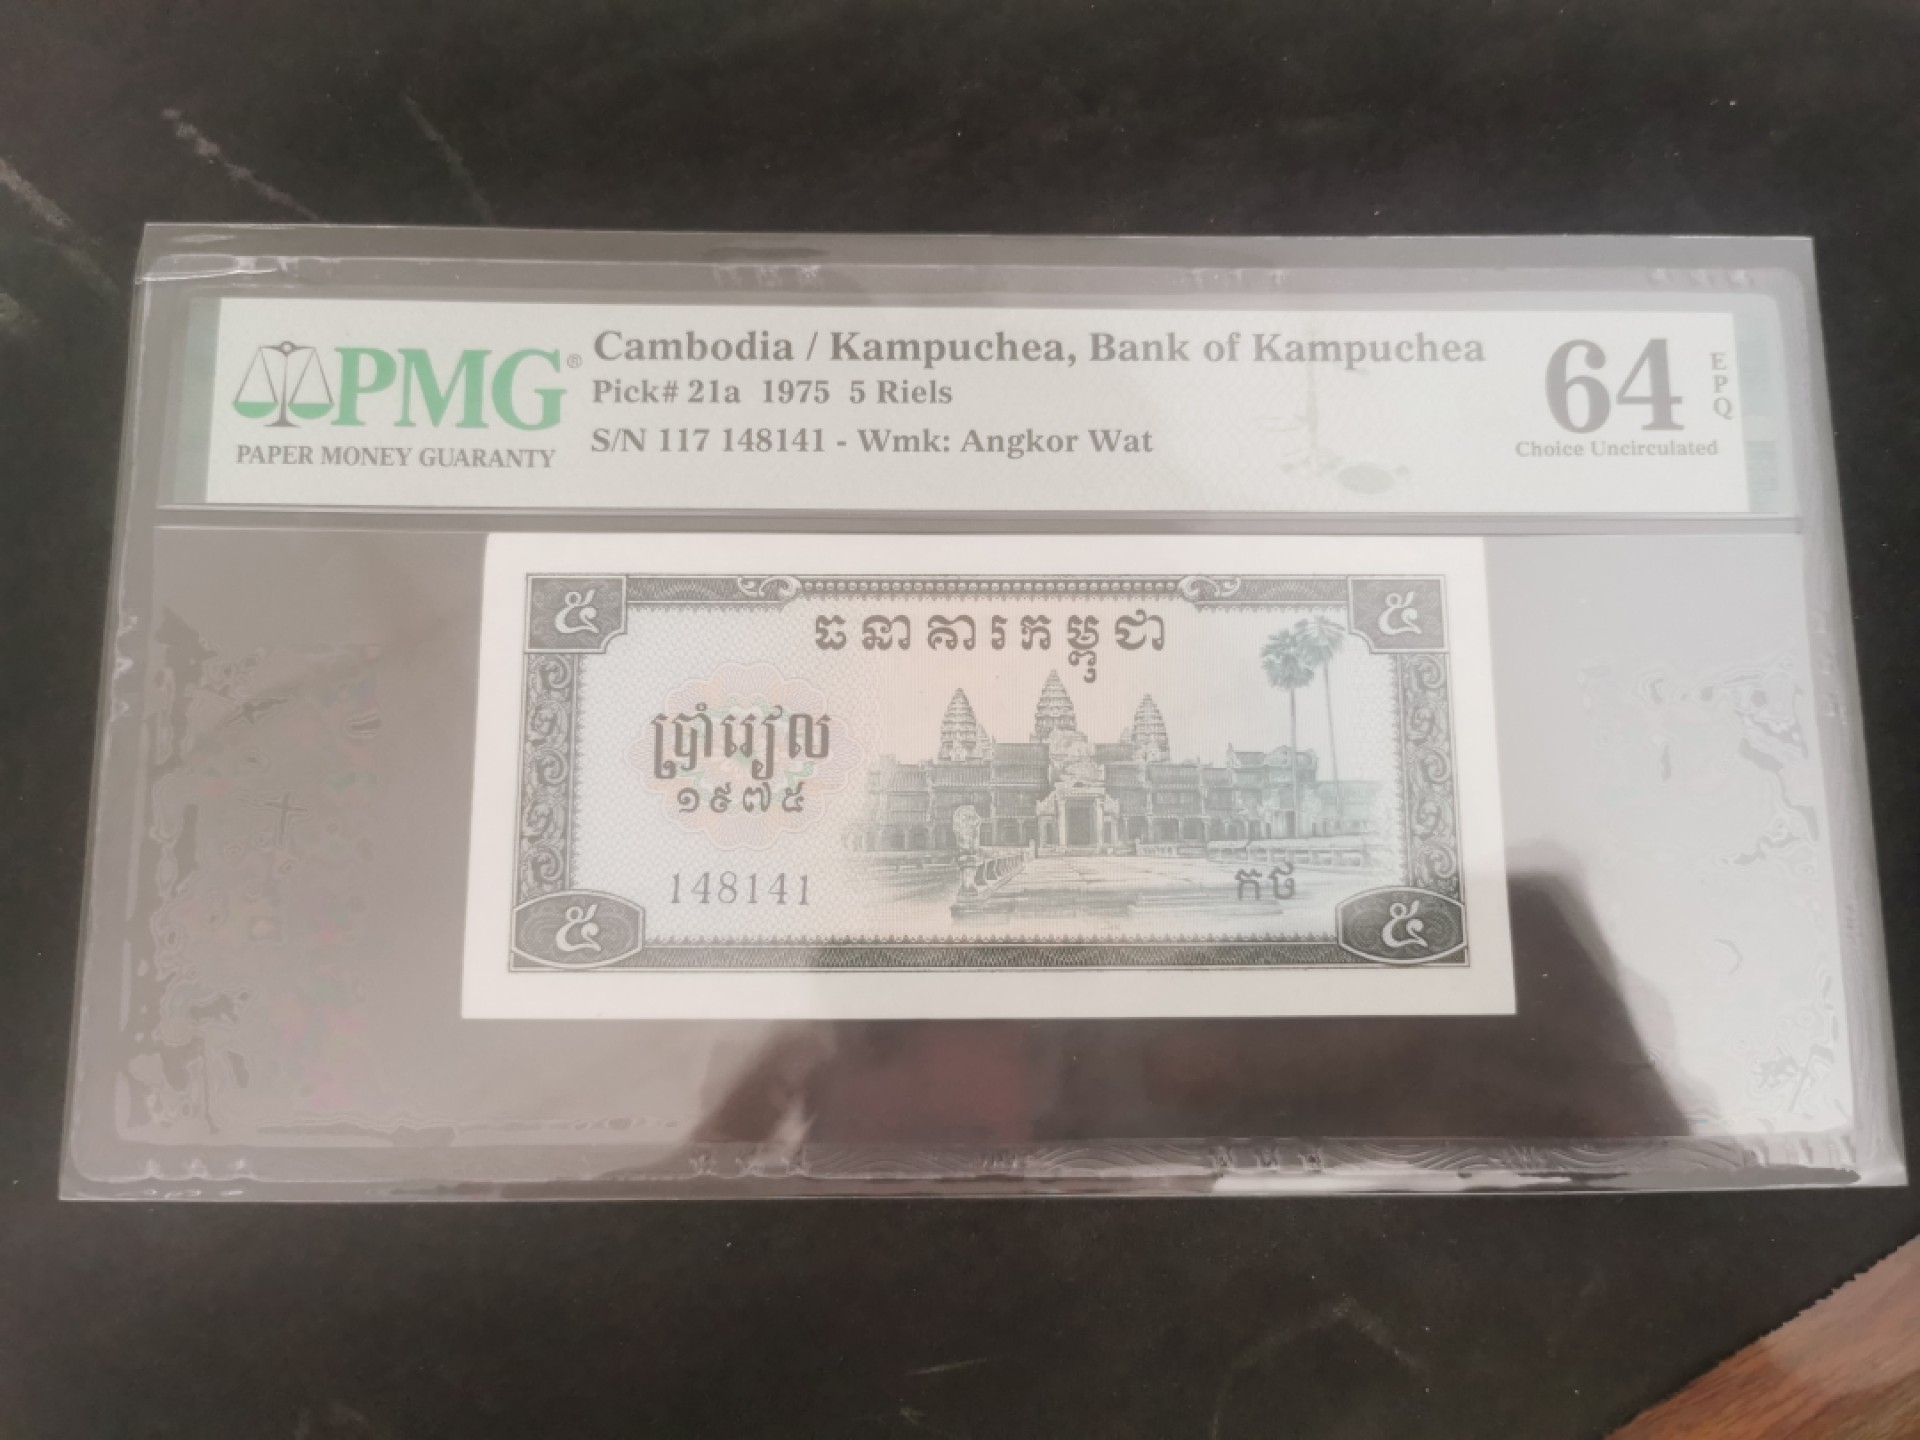 PMG®
PAPER MONEY GUARANTY
Cambodia / Kampuchea, Bank of Kampuchea
Pick# 21a 1975 5 Riels
S/N 117 148141 - Wmk: Angkor Wat
64
EPQ
Choice Uncirculated
៥ ៥
ធនាគារកម្ពុជា
ប្រាំរៀល
១៩៧៥
148141
កថ
៥ ៥